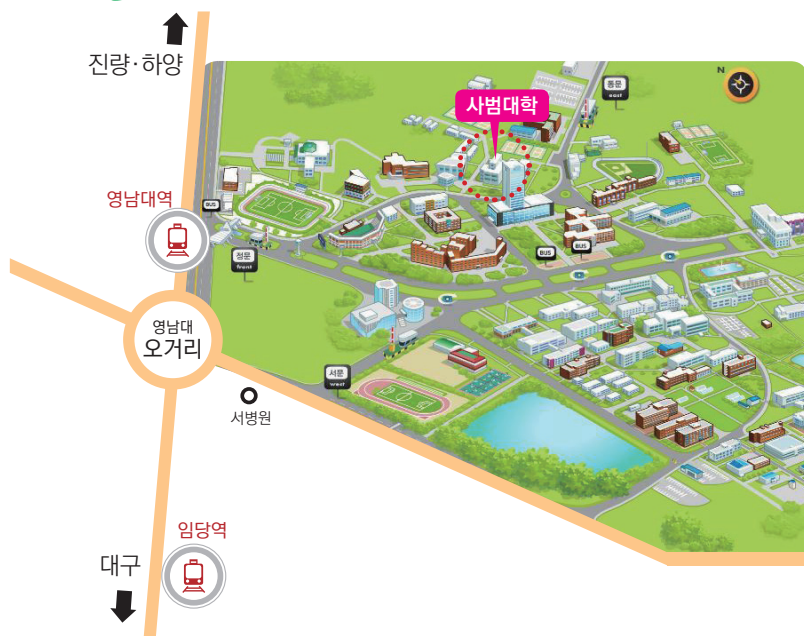 진량·하양
N
동문
east
사범대학
영남대역
BUS
정문
front
BUS
BUS
영남대
오거리
서문
west
서병원
임당역
대구